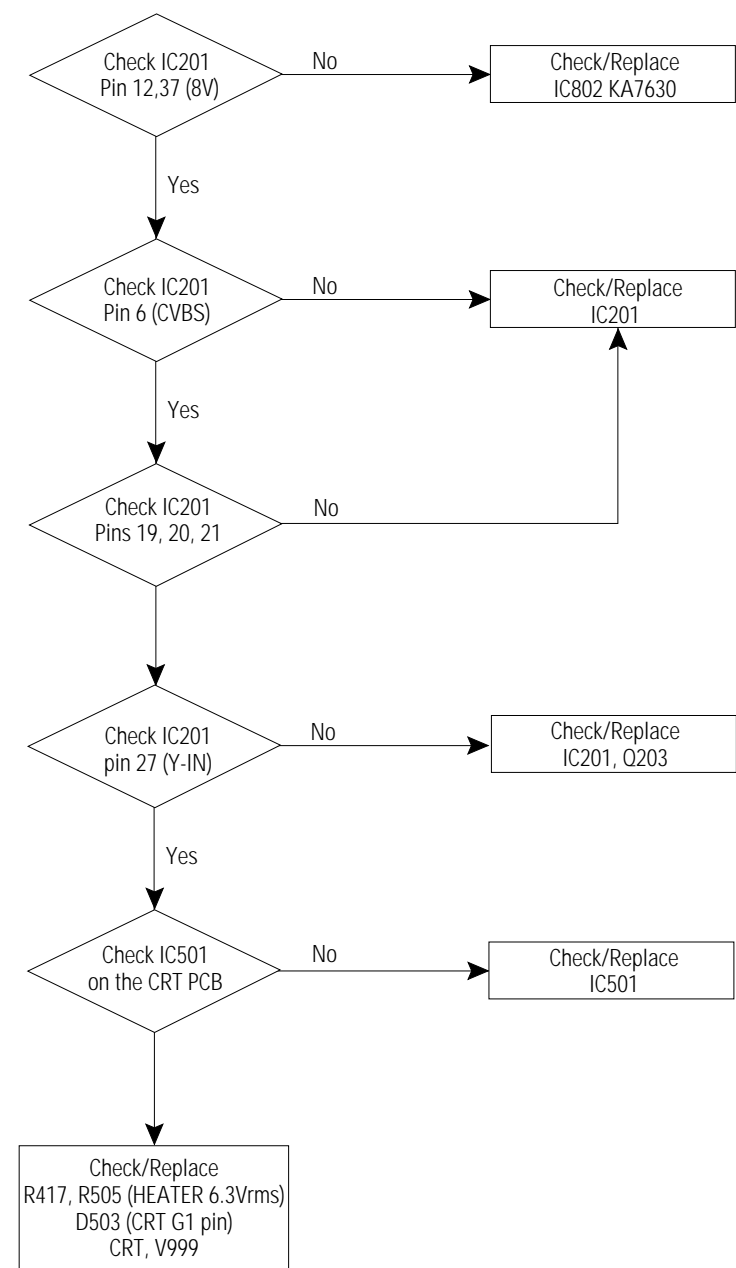 Check IC201
Pin 12,37 (8V)
No
Check/Replace
IC802 KA7630
Yes
Check IC201
Pin 6 (CVBS)
No
Check/Replace
IC201
Yes
Check IC201
Pins 19, 20, 21
No
Check IC201
pin 27 (Y-IN)
No
Check/Replace
IC201, Q203
Yes
Check IC501
on the CRT PCB
No
Check/Replace
IC501
Check/Replace
R417, R505 (HEATER 6.3Vrms)
D503 (CRT G1 pin)
CRT, V999